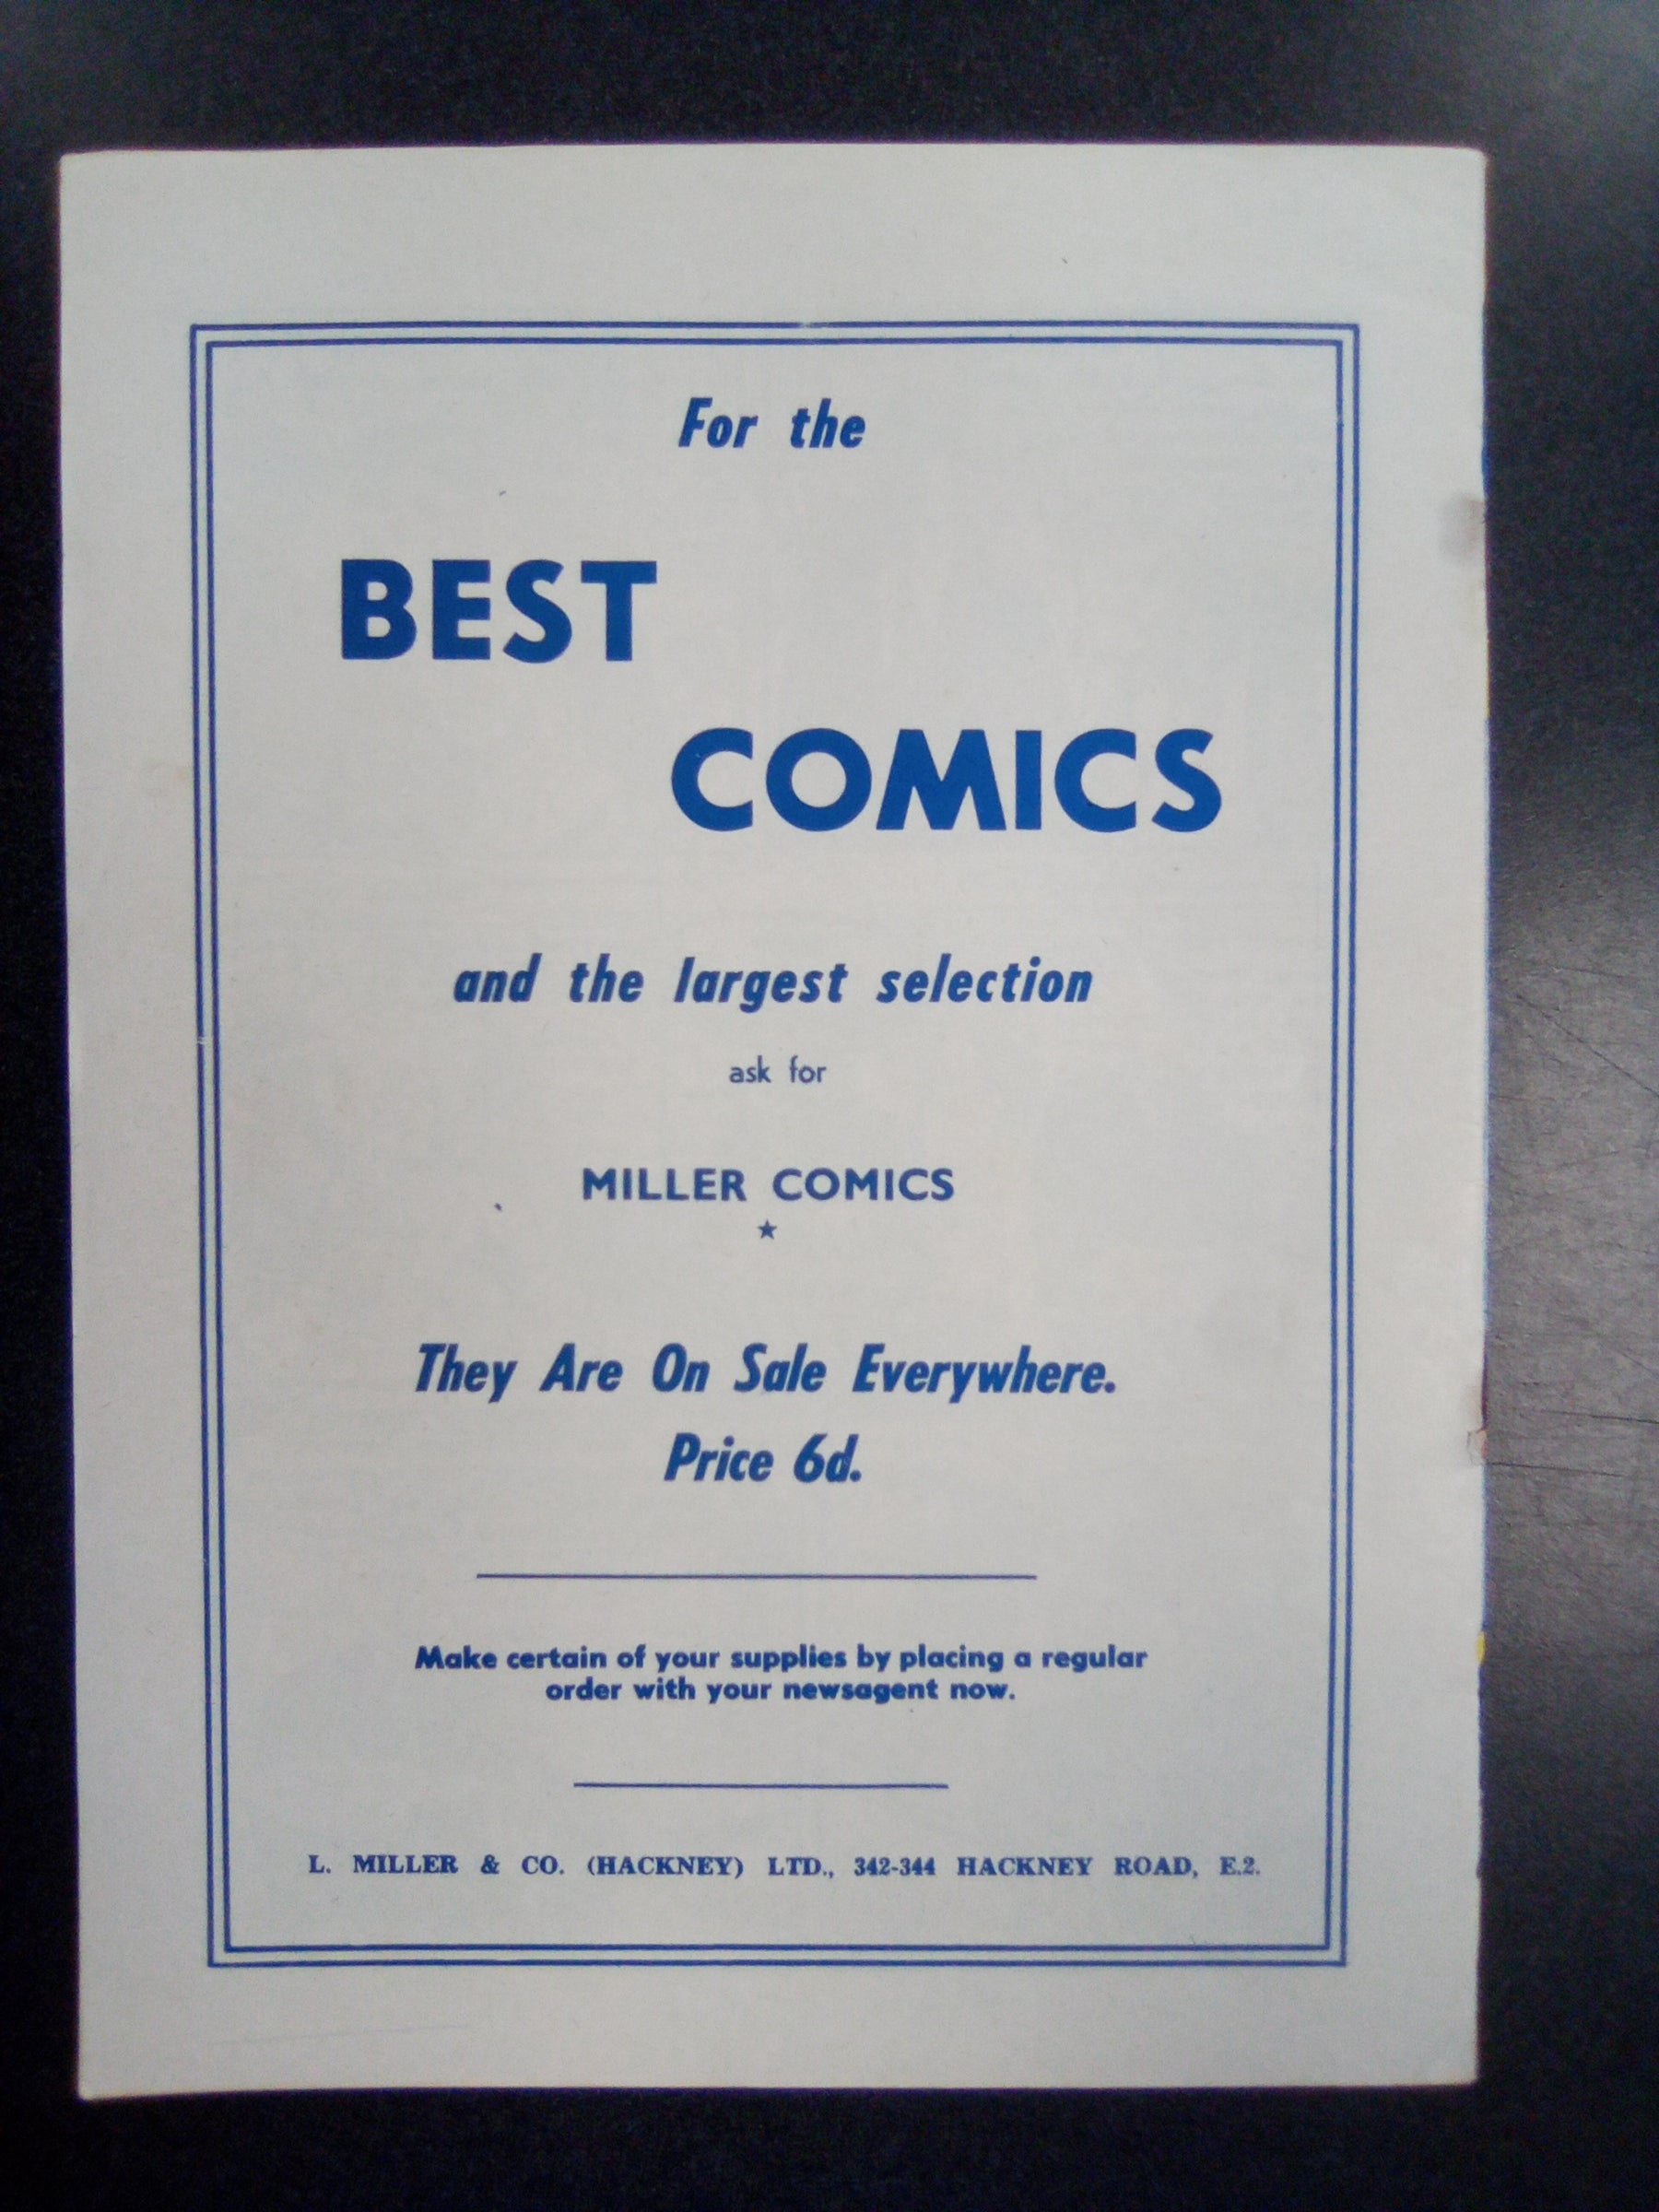 For the
BEST
COMICS
and the largest selection
ask for
MILLER COMICS
★
They Are On Sale Everywhere.
Price 6d.
Make certain of your supplies by placing a regular
order with your newsagent now.
L. MILLER & CO. (HACKNEY) LTD., 342-344 HACKNEY ROAD, E.2.